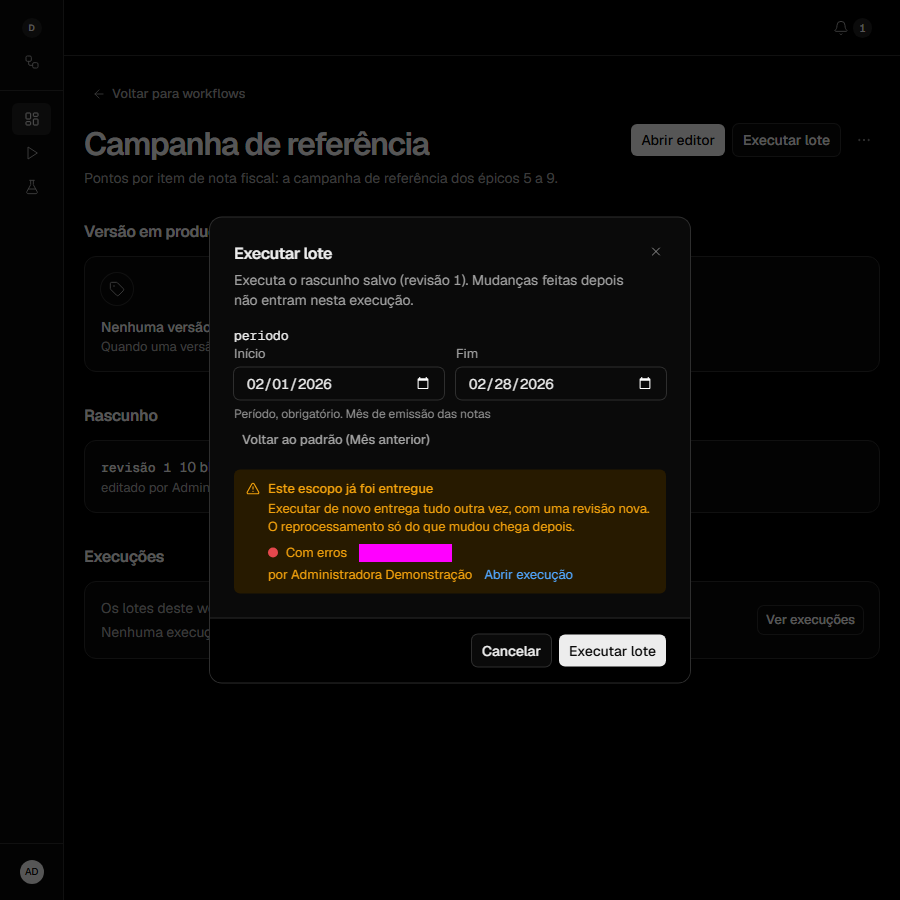 D
1
Voltar para workflows
Campanha de referência
Abrir editor
Executar lote
Pontos por item de nota fiscal: a campanha de referência dos épicos 5 a 9.
Versão em produ
Nenhuma versão
Quando uma versã
Rascunho
revisão 1 10 b
editado por Admin
Execuções
Os lotes deste w
Nenhuma execuç
Ver execuções
Executar lote
Executa o rascunho salvo (revisão 1). Mudanças feitas depois
não entram nesta execução.
periodo
Início
Fim
02/01/2026
02/28/2026
Período, obrigatório. Mês de emissão das notas
Voltar ao padrão (Mês anterior)
Este escopo já foi entregue
Executar de novo entrega tudo outra vez, com uma revisão nova.
O reprocessamento só do que mudou chega depois.
Com erros
por Administradora Demonstração Abrir execução
Cancelar
Executar lote
AD